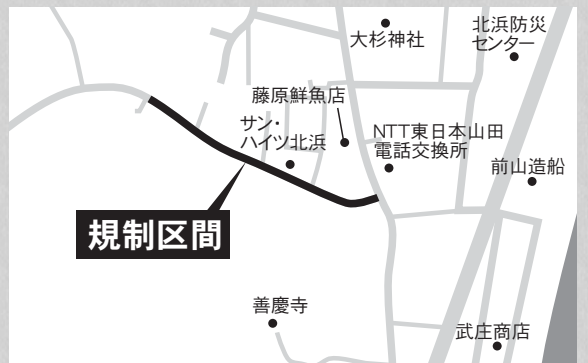 大杉神社
北浜防災
センター
藤原鮮魚店
サン・
ハイツ北浜
NTT東日本山田
電話交換所
前山造船
規制区間
善慶寺
武庄商店